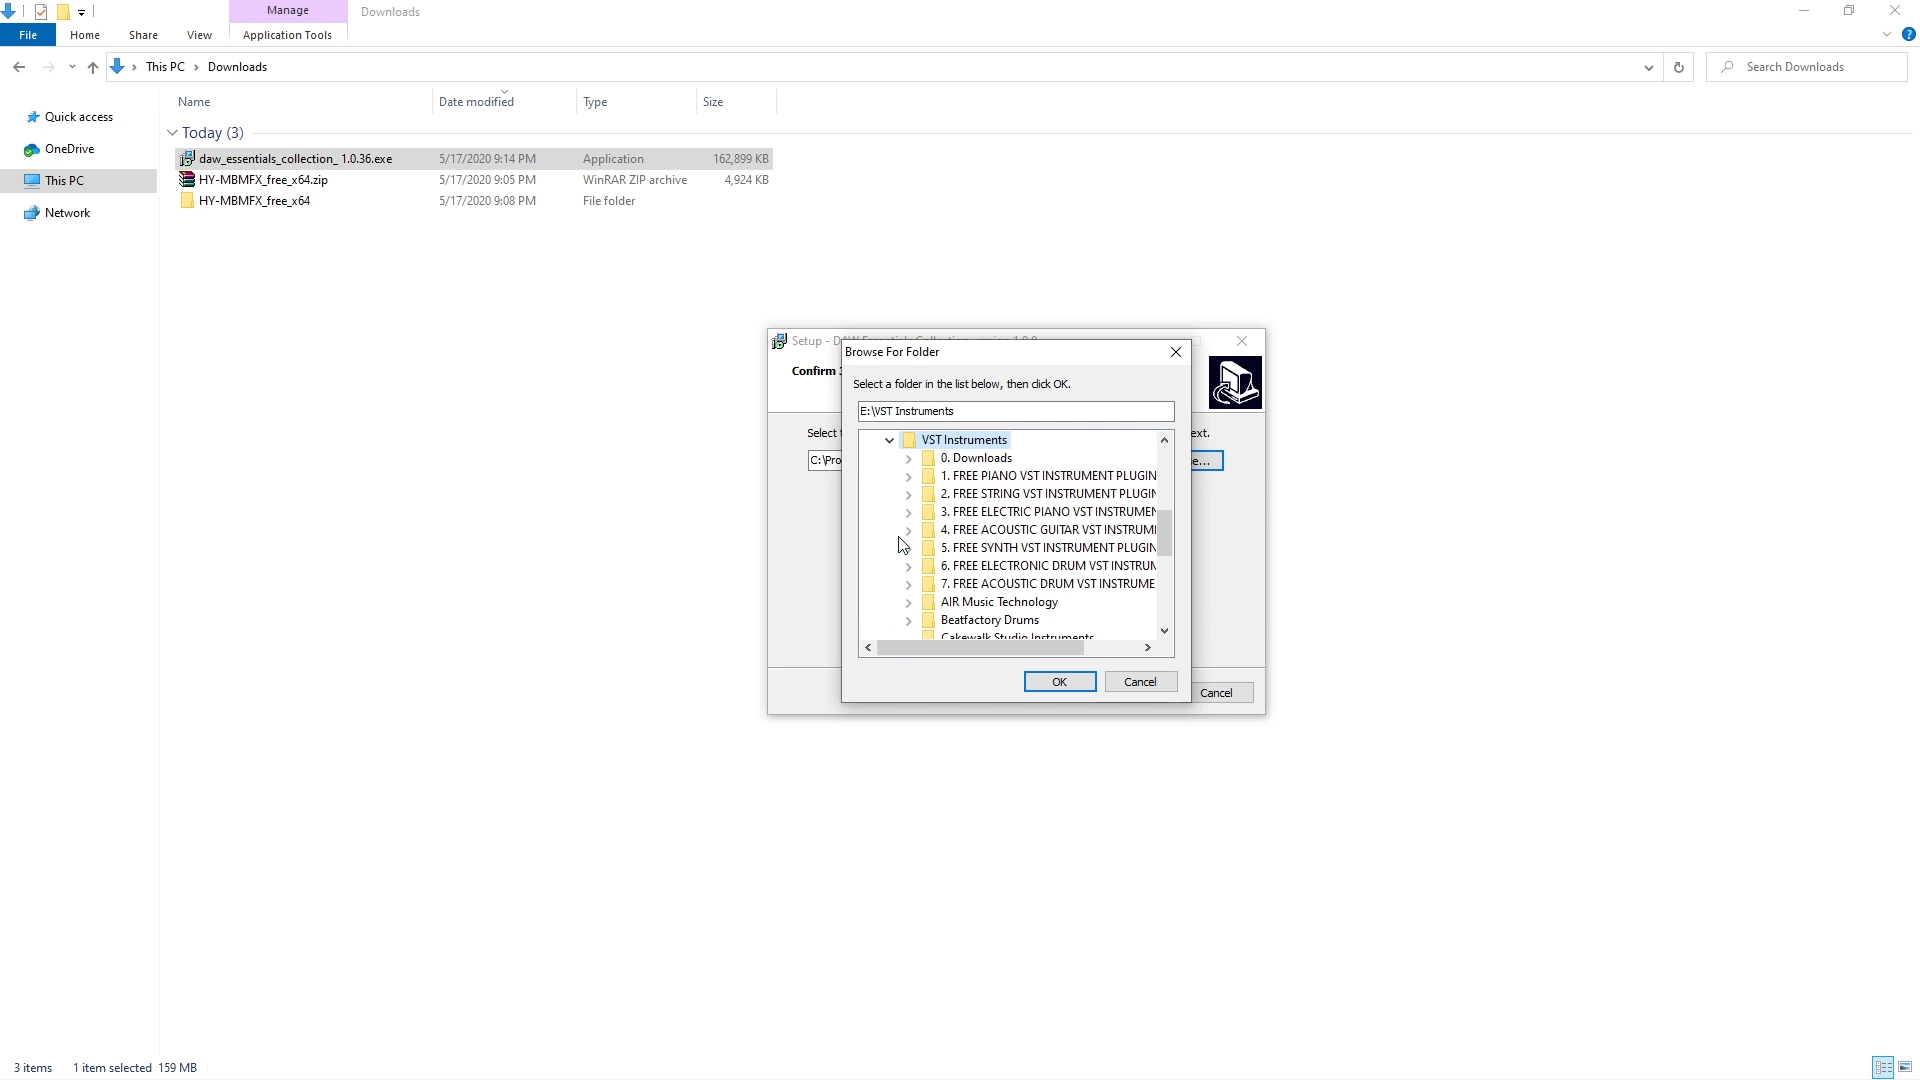 Manage
Downloads
File
Home
Share
View
Application Tools
This PC
Downloads
Search Downloads
Name
Date modified
Type
Size
Quick access
OneDrive
This PC
Network
Today (3)
daw_essentials_collection_ 1.0.36.exe 5/17/2020 9:14 PM Application 162,899 KB
HY-MBMFX_free_x64.zip 5/17/2020 9:05 PM WinRAR ZIP archive 4,924 KB
HY-MBMFX_free_x64 5/17/2020 9:08 PM File folder
Setup -
Browse For Folder
Confirm
Select a folder in the list below, then click OK.
E:\VST Instruments
Select
ext.
C:\Pro
e...
VST Instruments
0. Downloads
1. FREE PIANO VST INSTRUMENT PLUGIN
2. FREE STRING VST INSTRUMENT PLUGIN
3. FREE ELECTRIC PIANO VST INSTRUMEN
4. FREE ACOUSTIC GUITAR VST INSTRUM
5. FREE SYNTH VST INSTRUMENT PLUGIN
6. FREE ELECTRONIC DRUM VST INSTRUM
7. FREE ACOUSTIC DRUM VST INSTRUME
AIR Music Technology
Beatfactory Drums
Cakewalk Studio Instruments
OK
Cancel
Cancel
3 items
1 item selected 159 MB